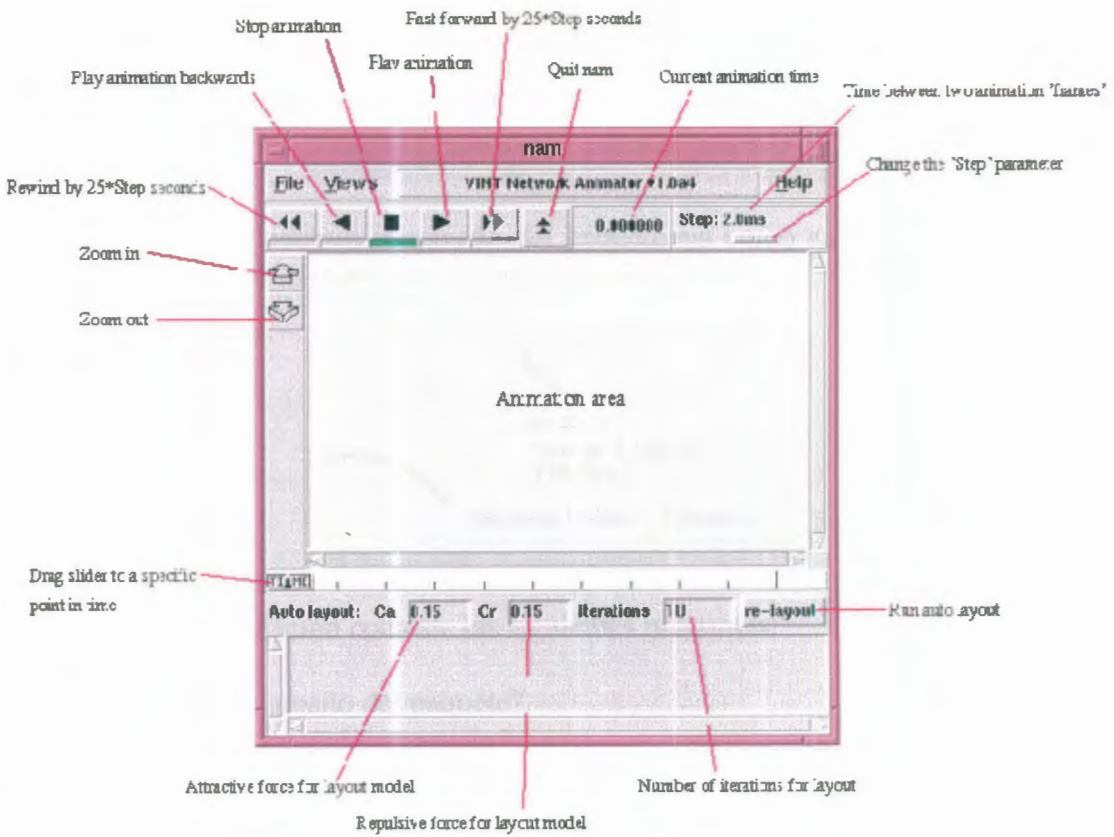 Fast forward by 25*Step seconds
Stop animation
Play animation
Quit nam
Play animation backwards
Current animation time
Time between two animation 'frames'
nam
Change the 'Step' parameter
File Views VINT Network Animator v1.0a4 Help
Rewind by 25*Step seconds
0.000000
Step: 2.0ms
Zoom in
Zoom out
Animation area
Drag slider to a specific
point in time
TIME
Auto layout: Ca 0.15 Cr 0.15 Iterations 10 re-layout
Run auto layout
Attractive force for layout model
Number of iterations for layout
Repulsive force for layout model